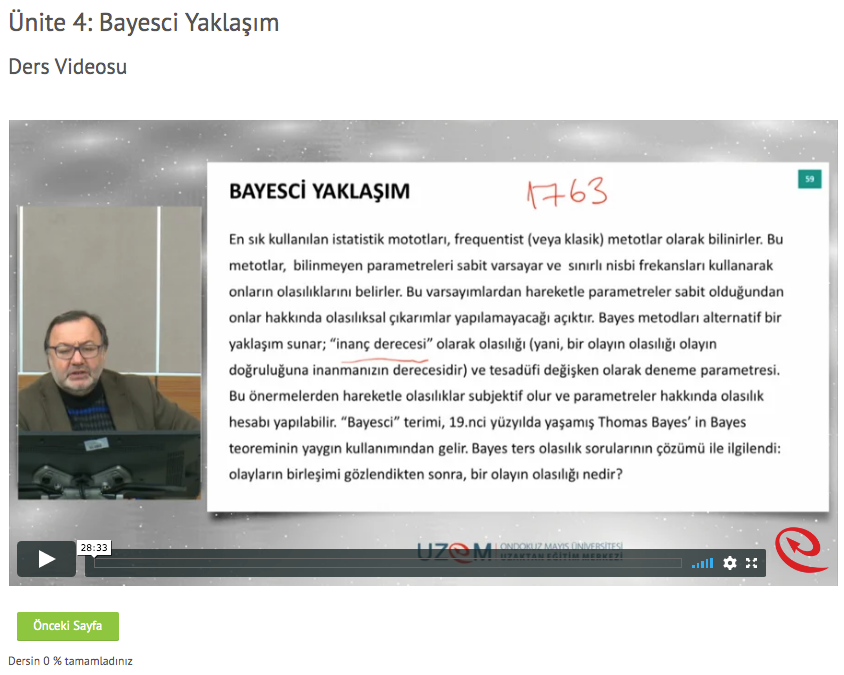 Ünite 4: Bayesci Yaklaşım
Ders Videosu
BAYESCİ YAKLAŞIM
1763
59
En sık kullanılan istatistik mototları, frequentist (veya klasik) metotlar olarak bilinirler. Bu
metotlar, bilinmeyen parametreleri sabit varsayar ve sınırlı nisbi frekansları kullanarak
onların olasılıklarını belirler. Bu varsayımlardan hareketle parametreler sabit olduğundan
onlar hakkında olasılıksal çıkarımlar yapılamayacağı açıktır. Bayes metodları alternatif bir
yaklaşım sunar; “inanç derecesi” olarak olasılığı (yani, bir olayın olasılığı olayın
doğruluğuna inanmanızın derecesidir) ve tesadüfi değişken olarak deneme parametresi.
Bu önermelerden hareketle olasılıklar subjektif olur ve parametreler hakkında olasılık
hesabı yapılabilir. “Bayesci” terimi, 19.nci yüzyılda yaşamış Thomas Bayes’ in Bayes
teoreminin yaygın kullanımından gelir. Bayes ters olasılık sorularının çözümü ile ilgilendi:
olayların birleşimi gözlendikten sonra, bir olayın olasılığı nedir?
28:33
UZEM ONDOKUZ MAYIS ÜNİVERSİTESİ
UZAKTAN EĞİTİM MERKEZİ
Önceki Sayfa
Dersin 0 % tamamladınız